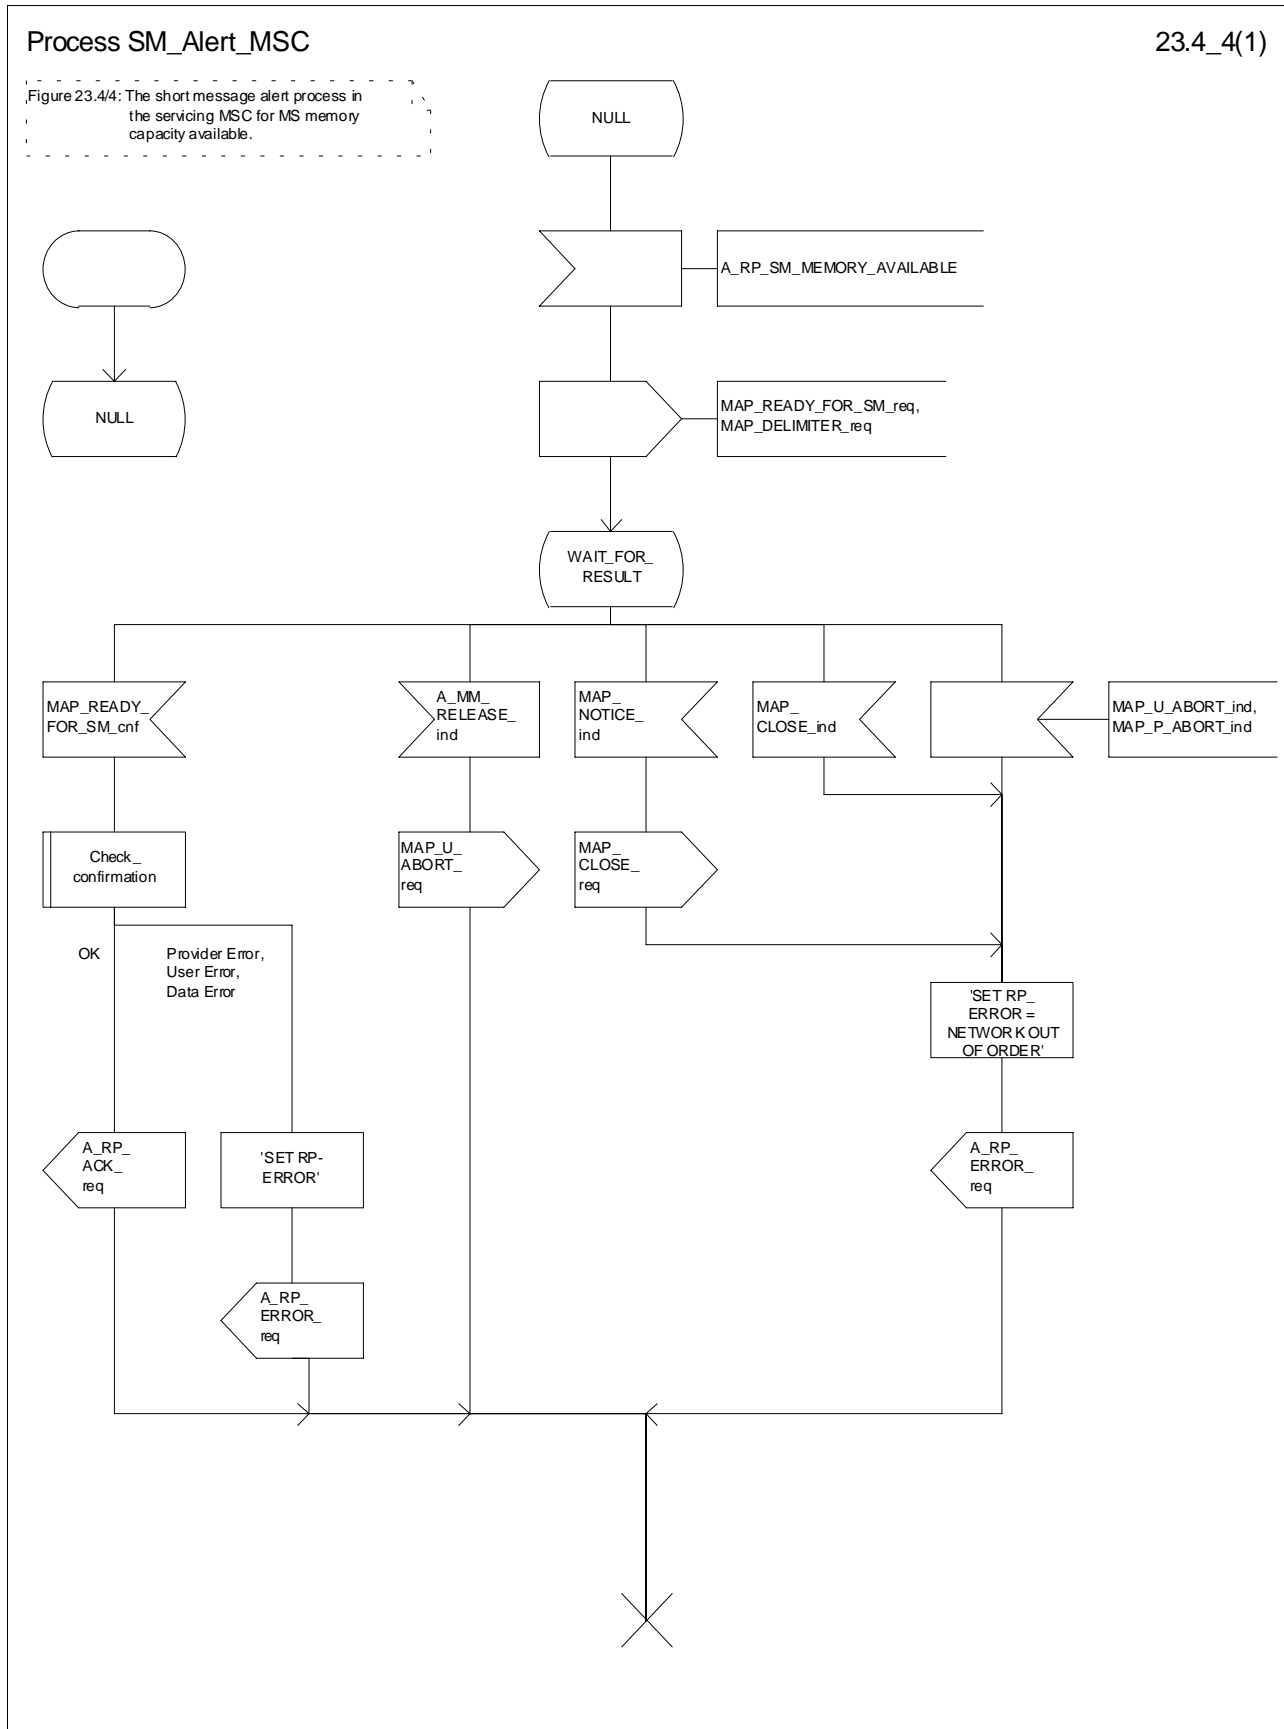 Process SM_Alert_MSC
23.4_4(1)
Figure 23.4/4: The short message alert process in
the servicing MSC for MS memory
capacity available.
NULL
A_RP_SM_MEMORY_AVAILABLE
NULL
MAP_READY_FOR_SM_req,
MAP_DELIMITER_req
WAIT_FOR_
RESULT
MAP_READY_
FOR_SM_cnf
A_MM_
RELEASE_
ind
MAP_
NOTICE_
ind
MAP_
CLOSE_ind
MAP_U_ABORT_ind,
MAP_P_ABORT_ind
Check_
confirmation
MAP_U_
ABORT_
req
MAP_
CLOSE_
req
OK
Provider Error,
User Error,
Data Error
'SET RP_
ERROR =
NETWORK OUT
OF ORDER'
A_RP_
ACK_
req
'SET RP-
ERROR'
A_RP_
ERROR_
req
A_RP_
ERROR_
req